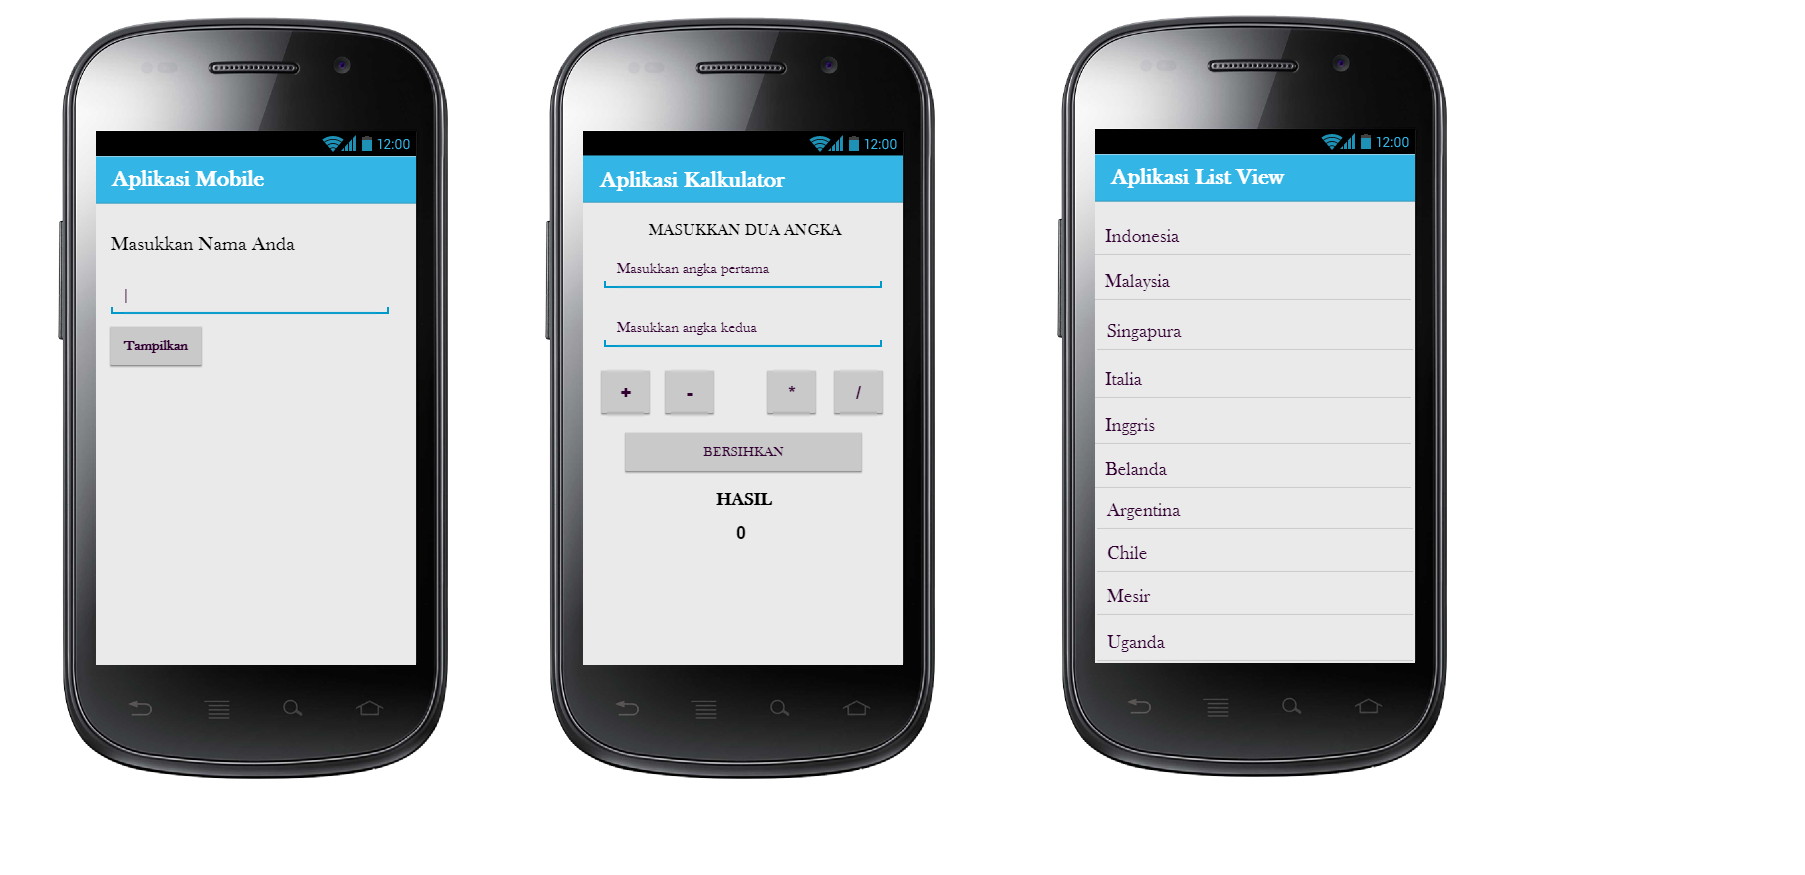 12:00
Aplikasi Mobile
Masukkan Nama Anda
Tampilkan
12:00
Aplikasi Kalkulator
MASUKKAN DUA ANGKA
Masukkan angka pertama
Masukkan angka kedua
+ - * /
BERSIHKAN
HASIL
0
12:00
Aplikasi List View
Indonesia
Malaysia
Singapura
Italia
Inggris
Belanda
Argentina
Chile
Mesir
Uganda